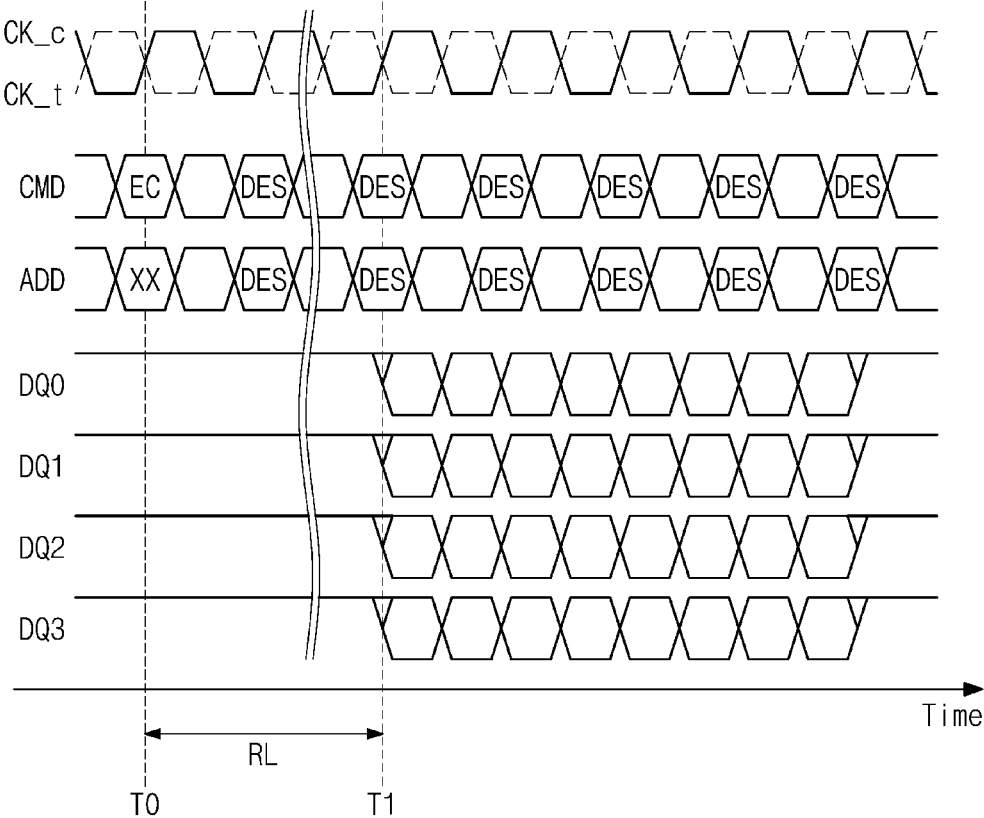 CK_c
CK_t
CMD EC DES DES DES DES DES DES
ADD XX DES DES DES DES DES DES
DQ0
DQ1
DQ2
DQ3
Time
RL
T0 T1